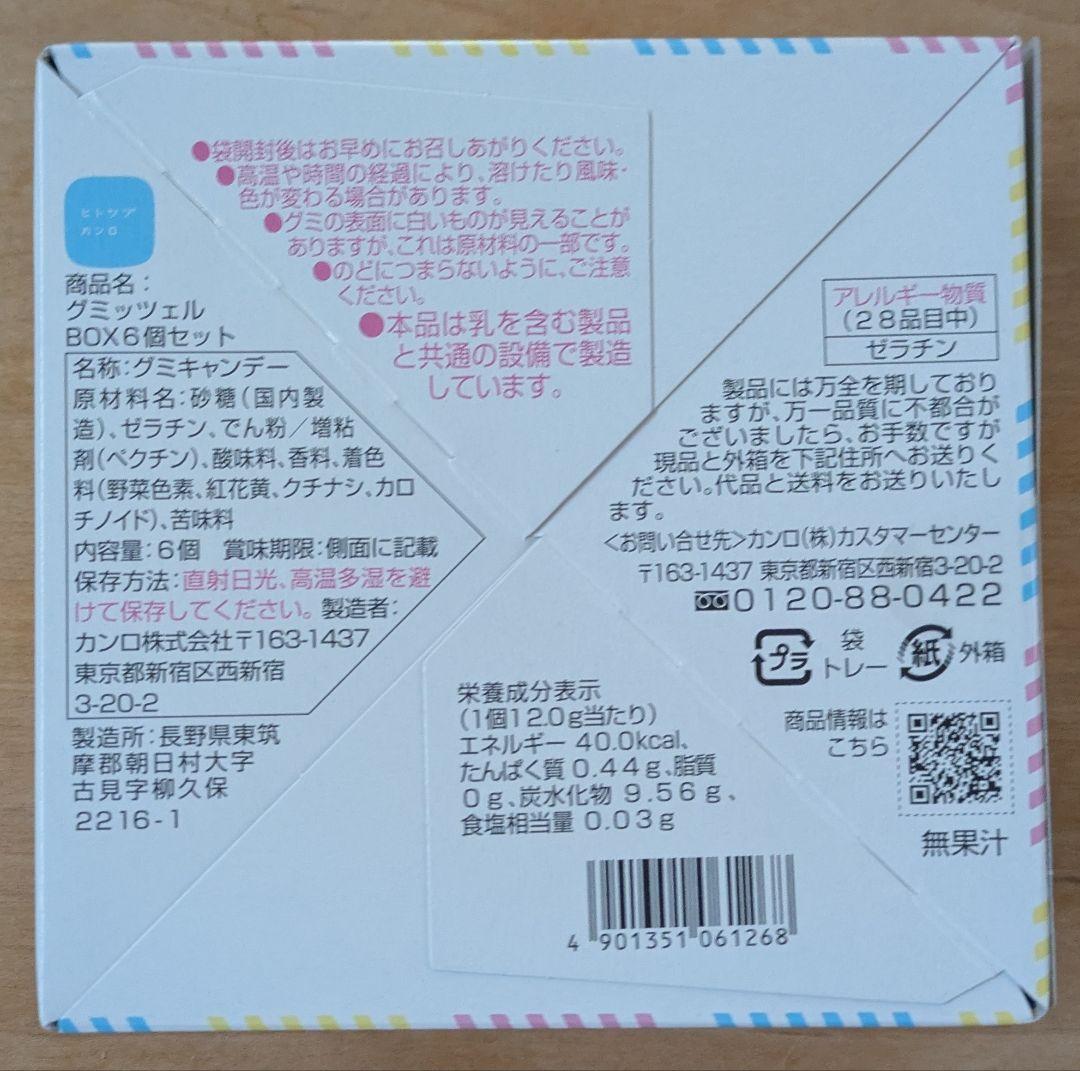 ●袋開封後はお早めにお召しあがりください。
●高温や時間の経過により、溶けたり風味・
色が変わる場合があります。
●グミの表面に白いものが見えることが
ありますが、これは原材料の一部です。
●のどにつまらないように、ご注意
ください。
●本品は乳を含む製品
と共通の設備で製造
しています。
ヒトツブ
カンロ
商品名：
グミッツェル
BOX6個セット
名称：グミキャンデー
原材料名：砂糖（国内製
造）、ゼラチン、でん粉／増粘
剤（ペクチン）、酸味料、香料、着色
料（野菜色素、紅花黄、クチナシ、カロ
チノイド）、苦味料
内容量：6個　賞味期限：側面に記載
保存方法：直射日光、高温多湿を避
けて保存してください。製造者：
カンロ株式会社〒163-1437
東京都新宿区西新宿
3-20-2
製造所：長野県東筑
摩郡朝日村大字
古見字柳久保
2216-1
アレルギー物質
（28品目中）
ゼラチン
製品には万全を期しており
ますが、万一品質に不都合が
ございましたら、お手数ですが
現品と外箱を下記住所へお送りく
ださい。代品と送料をお送りいたし
ます。
＜お問い合せ先＞カンロ（株）カスタマーセンター
〒163-1437 東京都新宿区西新宿3-20-2
0120-88-0422
プラ
袋
トレー
紙
外箱
商品情報は
こちら
無果汁
栄養成分表示
（1個12.0g当たり）
エネルギー 40.0kcal、
たんぱく質 0.44g、脂質
0g、炭水化物 9.56g、
食塩相当量 0.03g
4 901351 061268